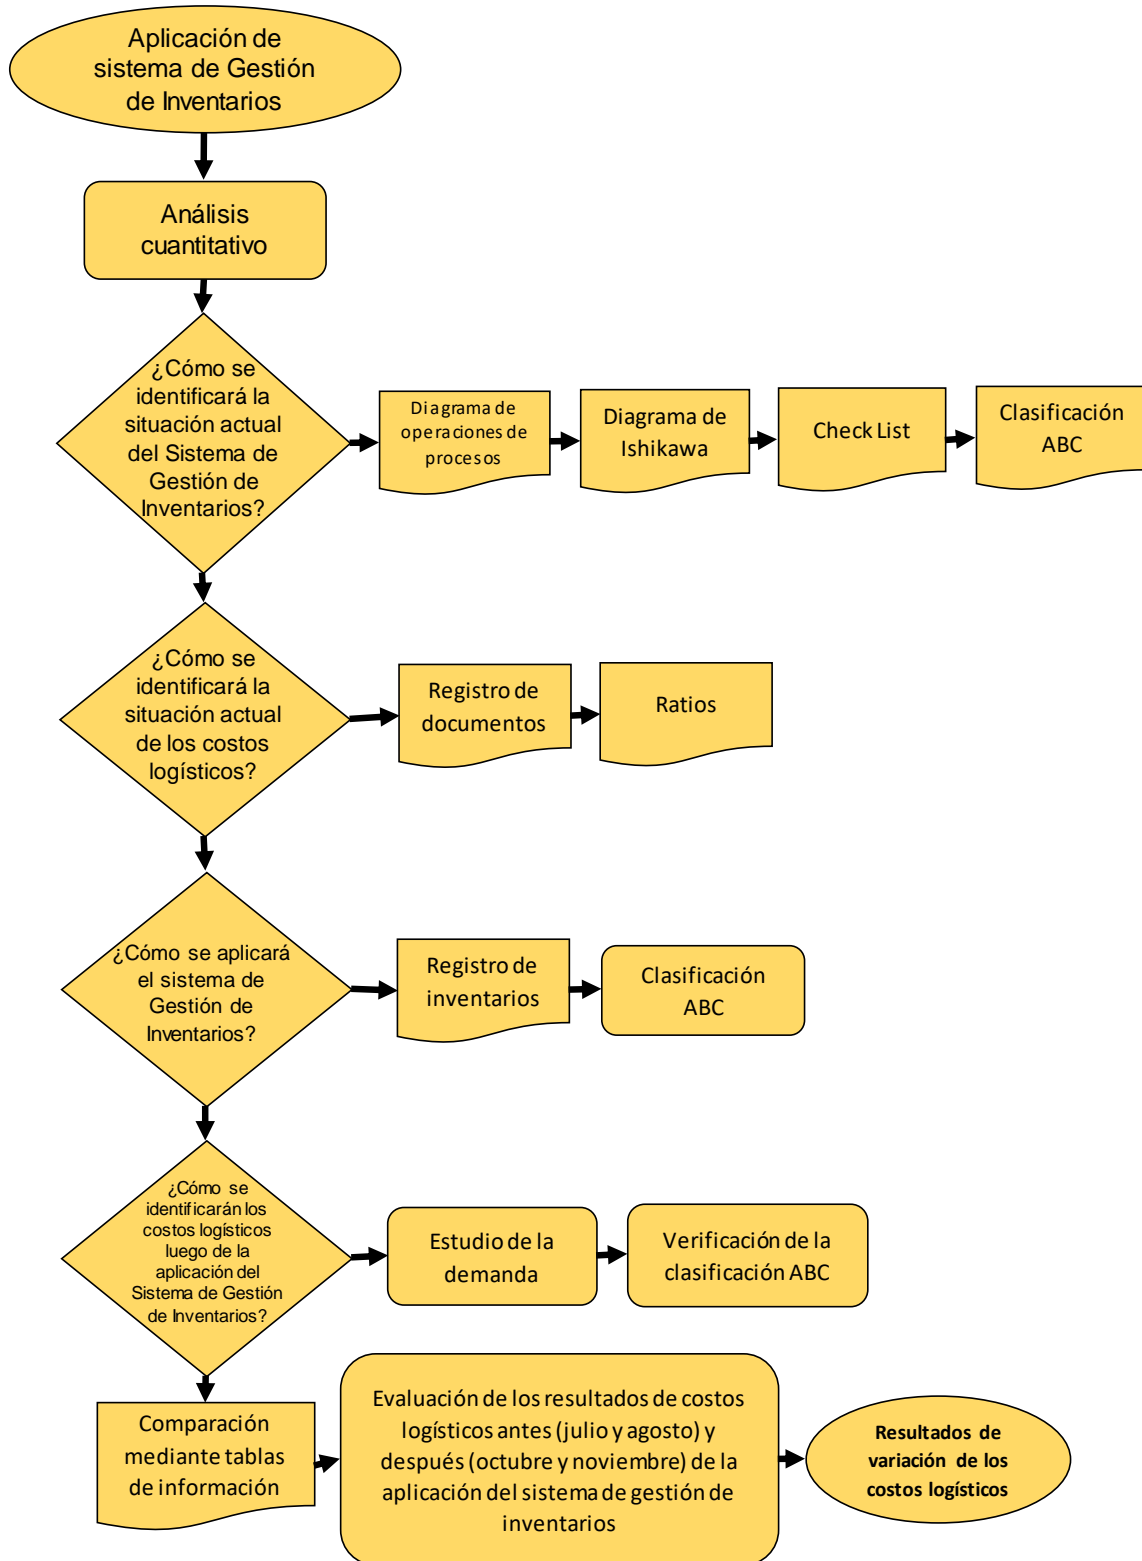 Aplicación de
sistema de Gestión
de Inventarios
Análisis
cuantitativo
¿Cómo se
identificará la
situación actual
del Sistema de
Gestión de
Inventarios?
Diagrama de
operaciones de
procesos
Diagrama de
Ishikawa
Check List
Clasificación
ABC
¿Cómo se
identificará la
situación actual
de los costos
logísticos?
Registro de
documentos
Ratios
¿Cómo se aplicará
el sistema de
Gestión de
Inventarios?
Registro de
inventarios
Clasificación
ABC
¿Cómo se
identificarán los
costos logísticos
luego de la
aplicación del
Sistema de Gestión
de Inventarios?
Estudio de la
demanda
Verificación de la
clasificación ABC
Comparación
mediante tablas
de información
Evaluación de los resultados de costos
logísticos antes (julio y agosto) y
después (octubre y noviembre) de la
aplicación del sistema de gestión de
inventarios
Resultados de
variación de los
costos logísticos